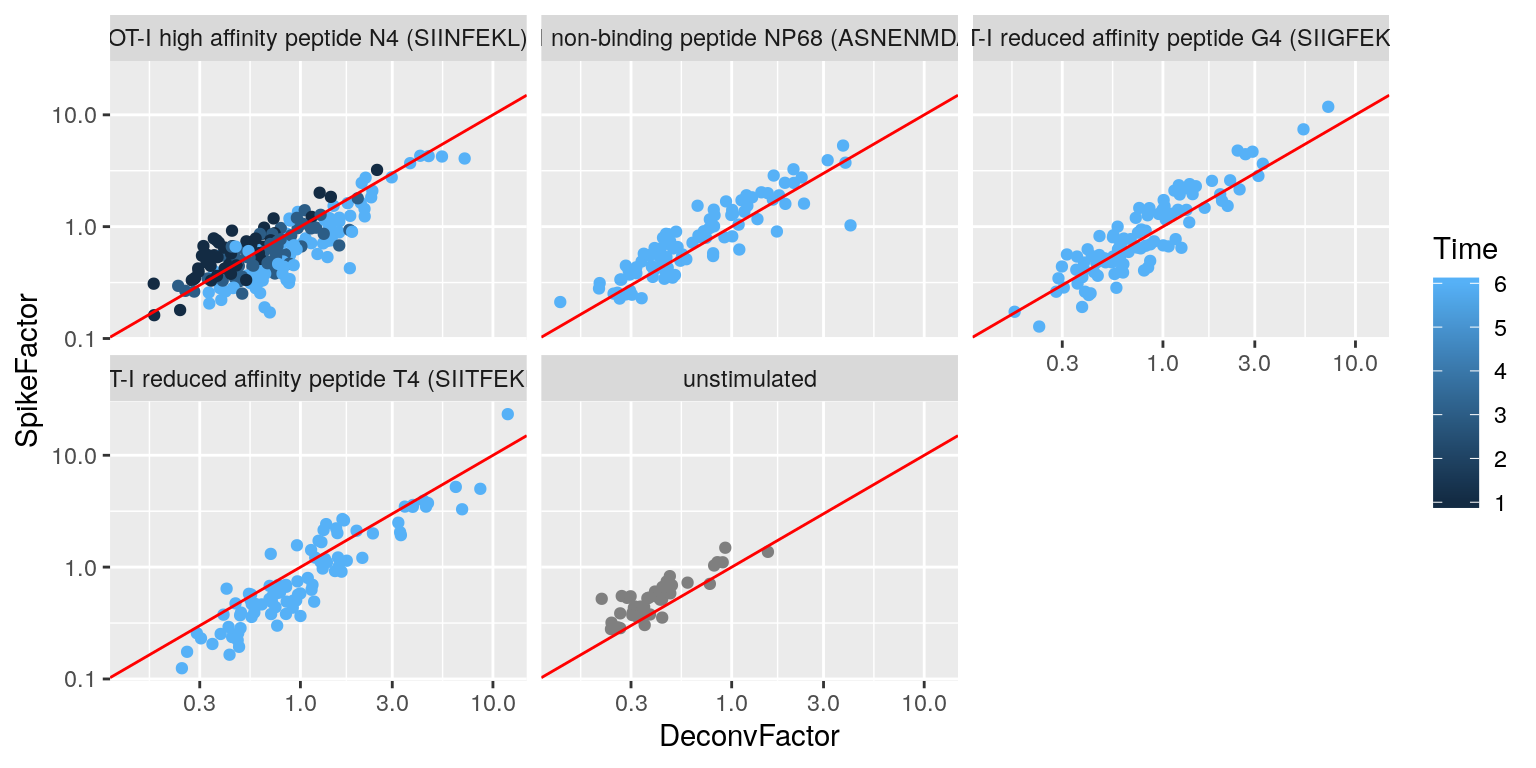 OT-I high affinity peptide N4 (SIINFEKL)
non-binding peptide NP68
T-I reduced affinity peptide G4 (SIIGFEK
10.0
1.0
0.1
0.3 1.0 3.0 10.0
T-I reduced affinity peptide T4 (SIITFEK
unstimulated
10.0
1.0
0.1
0.3 1.0 3.0 10.0
0.3 1.0 3.0 10.0
SpikeFactor
DeconvFactor
Time
6
5
4
3
2
1